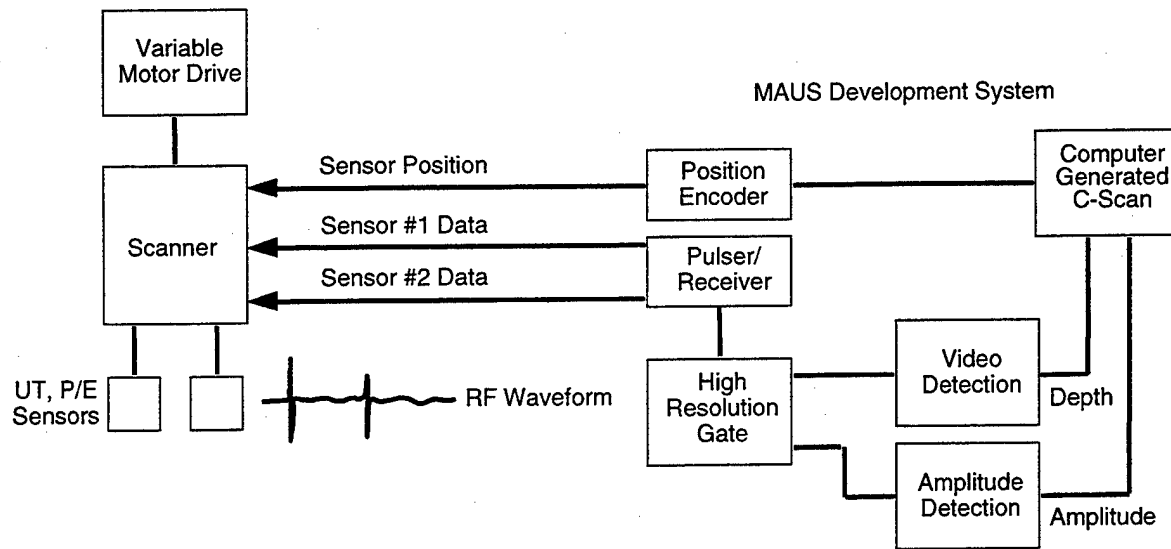 Variable
Motor Drive
MAUS Development System
Sensor Position
Position
Encoder
Computer
Generated
C-Scan
Scanner
Sensor #1 Data
Sensor #2 Data
Pulser/
Receiver
UT, P/E
Sensors
RF Waveform
High
Resolution
Gate
Video
Detection
Depth
Amplitude
Detection
Amplitude